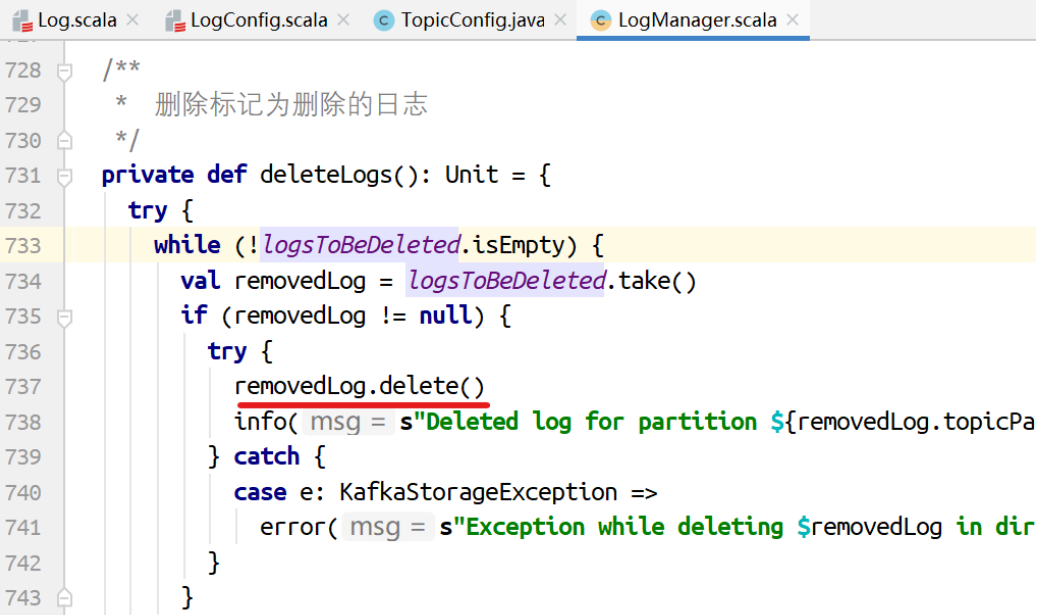 Log.scala × LogConfig.scala × C TopicConfig.java × C LogManager.scala ×
728 /**
729 * 删除标记为删除的日志
730 */
731 private def deleteLogs(): Unit = {
732 try {
733 while (!logsToBeDeleted.isEmpty) {
734 val removedLog = logsToBeDeleted.take()
735 if (removedLog != null) {
736 try {
737 removedLog.delete()
738 info( msg = s"Deleted log for partition ${removedLog.topicPa
739 } catch {
740 case e: KafkaStorageException =>
741 error( msg = s"Exception while deleting $removedLog in dir
742 }
743 }